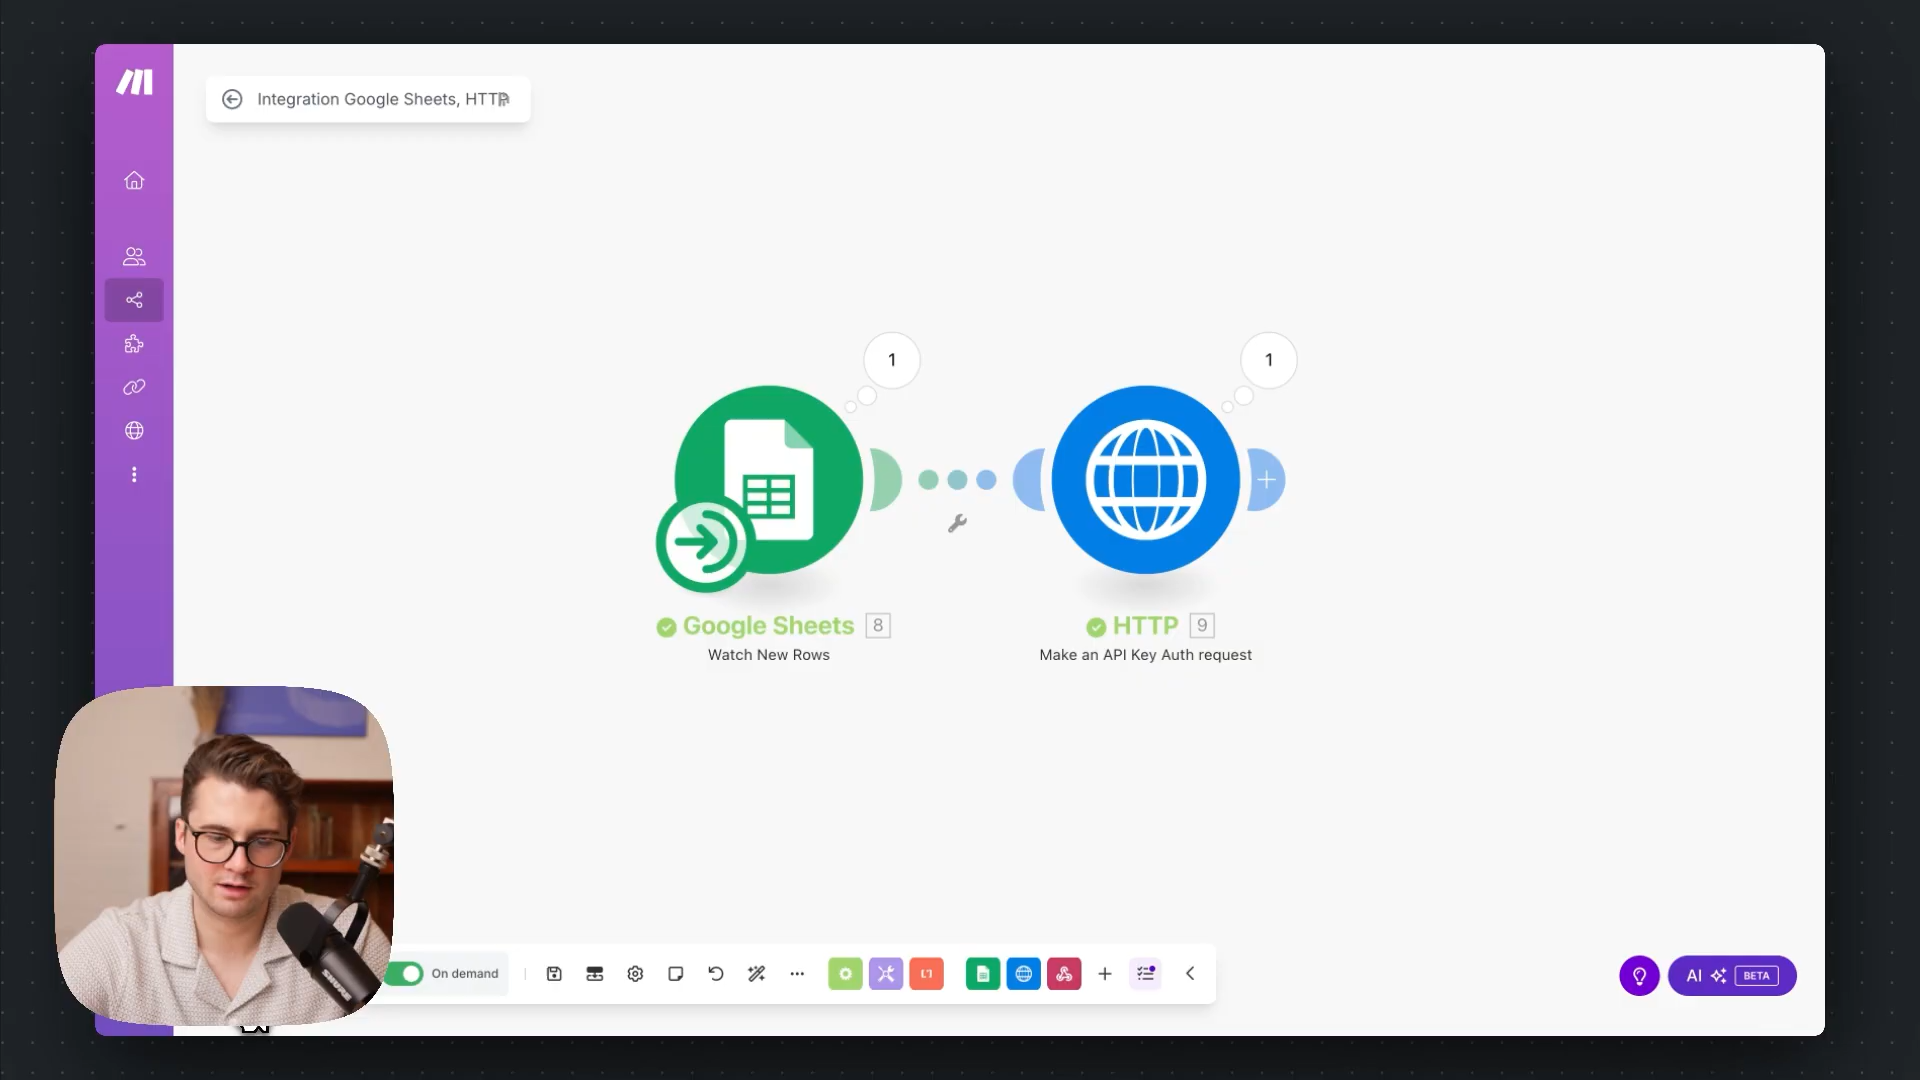 Integration Google Sheets, HTTP
1
1
Google Sheets 8
HTTP 9
Watch New Rows
Make an API Key Auth request
SHURE
On demand
AI BETA